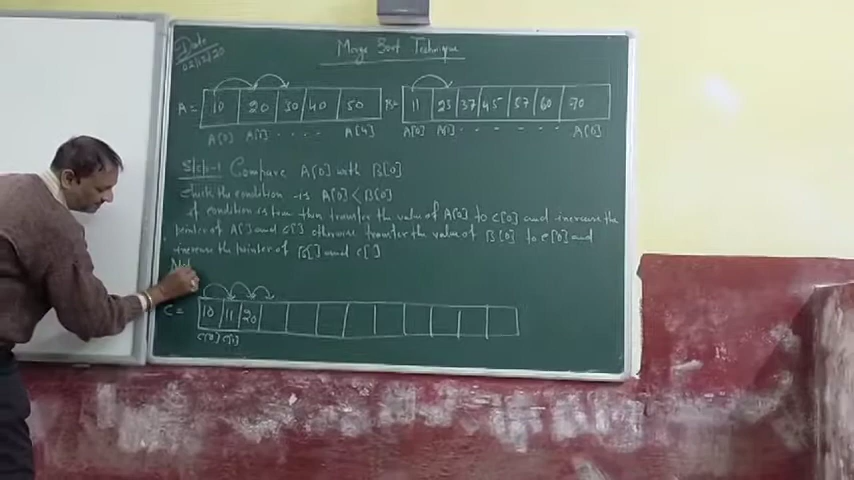 Date
02/12/20
Merge Sort Technique
A= 10 20 30 40 50 B= 11 25 37 45 57 60 70
A[0] A[1] . . . . . A[4] A[0] A[1] - - - - - A[6]
Step-1 Compare A[0] with B[0]
Check the condition is A[0] < B[0]
if condition is true then transfer the value of A[0] to C[0] and increase the
pointer of A[] and C[] otherwise transfer the value of B[0] to C[0] and
increase the pointer of B[] and C[]
C= 10 11 20
C[0] C[1]